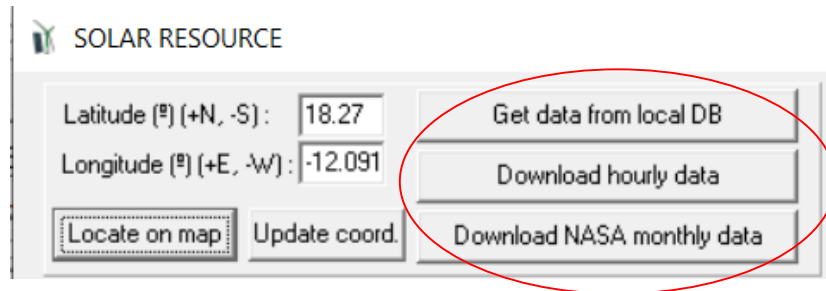 SOLAR RESOURCE
Latitude (º) (+N, -S) : 18.27
Get data from local DB
Longitude (º) (+E, -W) : -12.091
Download hourly data
Locate on map Update coord.
Download NASA monthly data